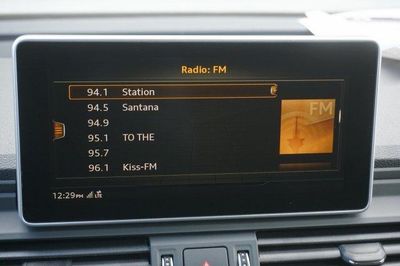 Radio: FM
94.1 Station
94.5 Santana
94.9
95.1 TO THE
95.7
96.1 Kiss-FM
FM
12:29PM LTE